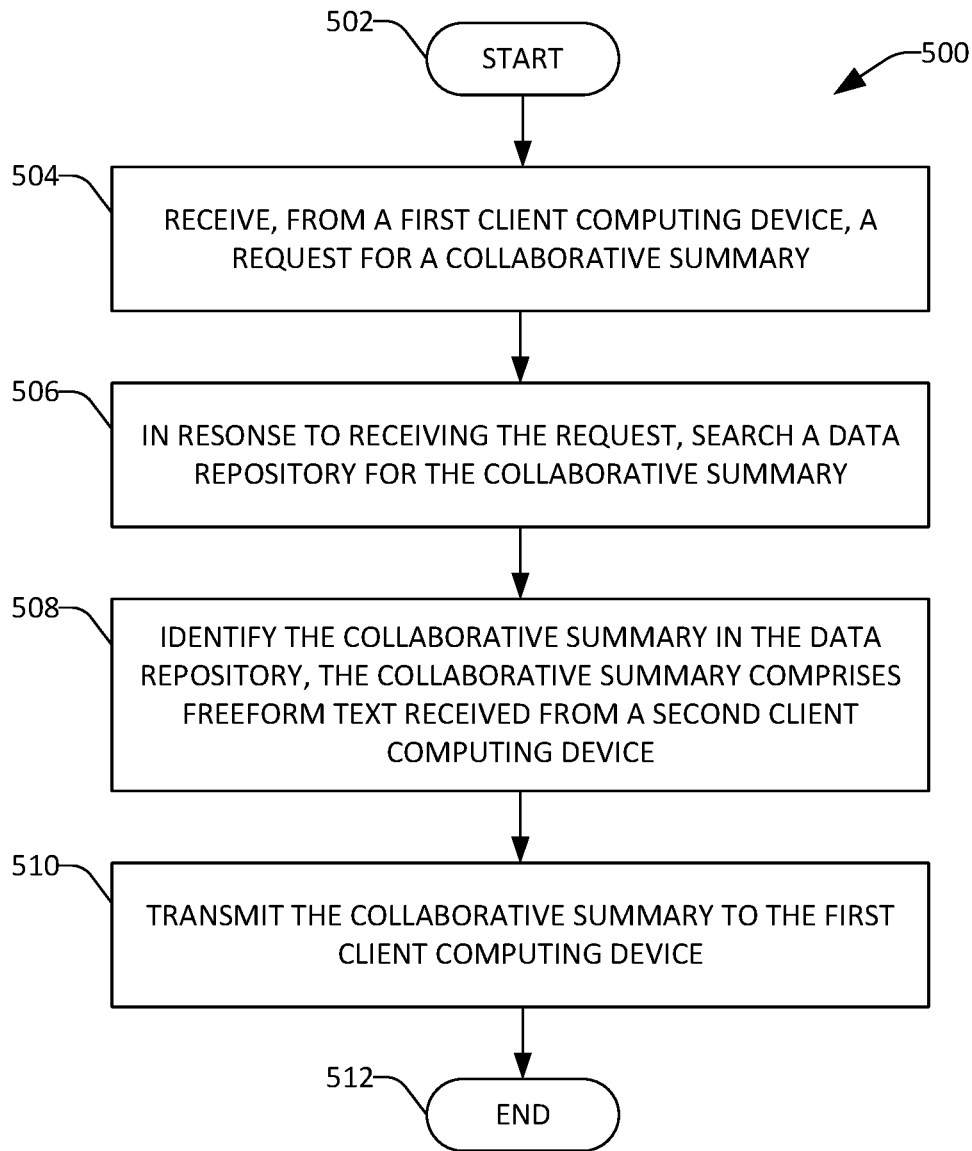 502
START
500
504
RECEIVE, FROM A FIRST CLIENT COMPUTING DEVICE, A
REQUEST FOR A COLLABORATIVE SUMMARY
506
IN RESONSE TO RECEIVING THE REQUEST, SEARCH A DATA
REPOSITORY FOR THE COLLABORATIVE SUMMARY
508
IDENTIFY THE COLLABORATIVE SUMMARY IN THE DATA
REPOSITORY, THE COLLABORATIVE SUMMARY COMPRISES
FREEFORM TEXT RECEIVED FROM A SECOND CLIENT
COMPUTING DEVICE
510
TRANSMIT THE COLLABORATIVE SUMMARY TO THE FIRST
CLIENT COMPUTING DEVICE
512
END